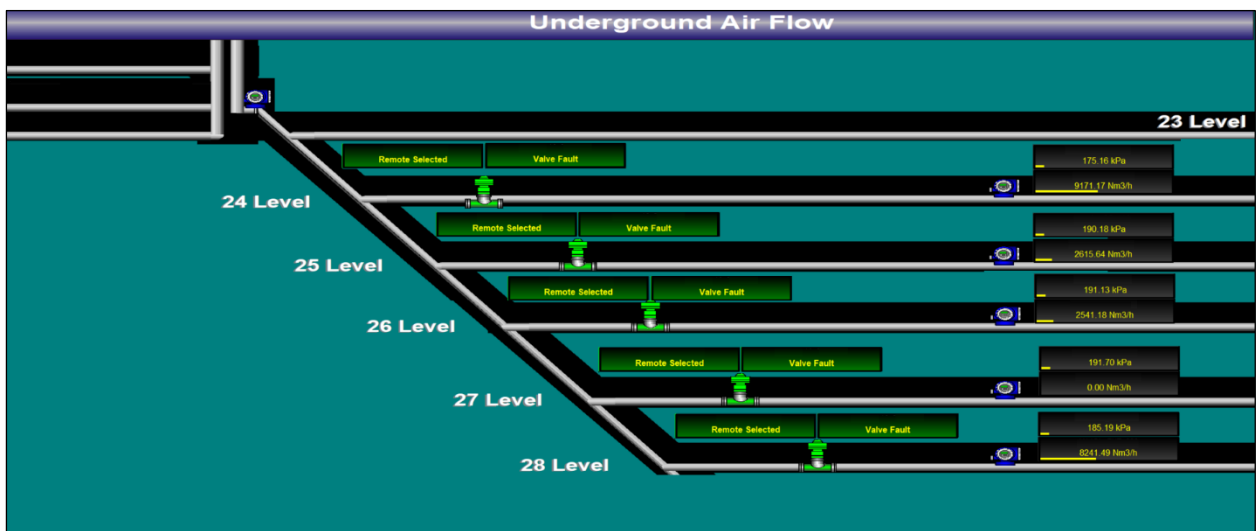 Underground Air Flow
23 Level
Remote Selected Valve Fault 175.16 kPa
24 Level 9171.17 Nm3/h
Remote Selected Valve Fault 190.18 kPa
25 Level 2615.64 Nm3/h
Remote Selected Valve Fault 191.13 kPa
26 Level 2541.18 Nm3/h
Remote Selected Valve Fault 191.70 kPa
27 Level 0.00 Nm3/h
Remote Selected Valve Fault 185.19 kPa
28 Level 8241.49 Nm3/h